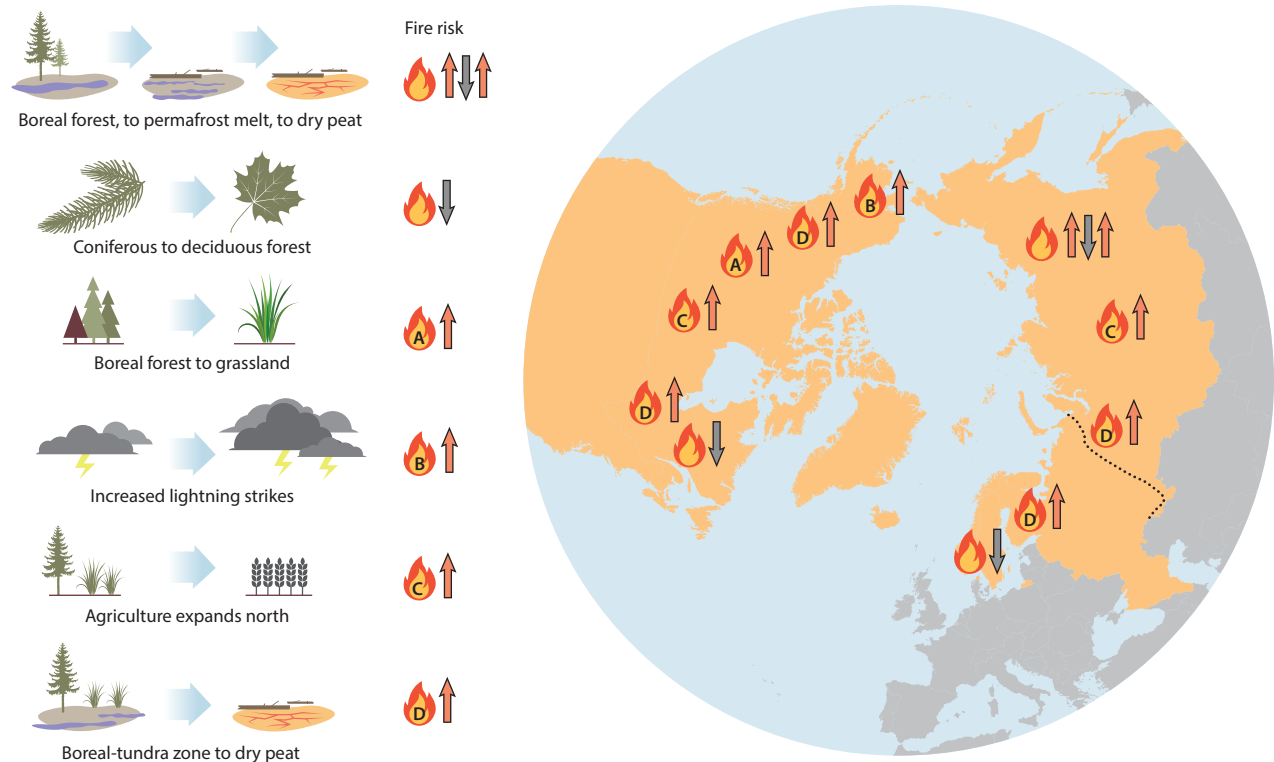 Fire risk
Boreal forest, to permafrost melt, to dry peat
Coniferous to deciduous forest
A
Boreal forest to grassland
B
Increased lightning strikes
C
Agriculture expands north
D
Boreal-tundra zone to dry peat
B
D
A
C
D
C
D
D